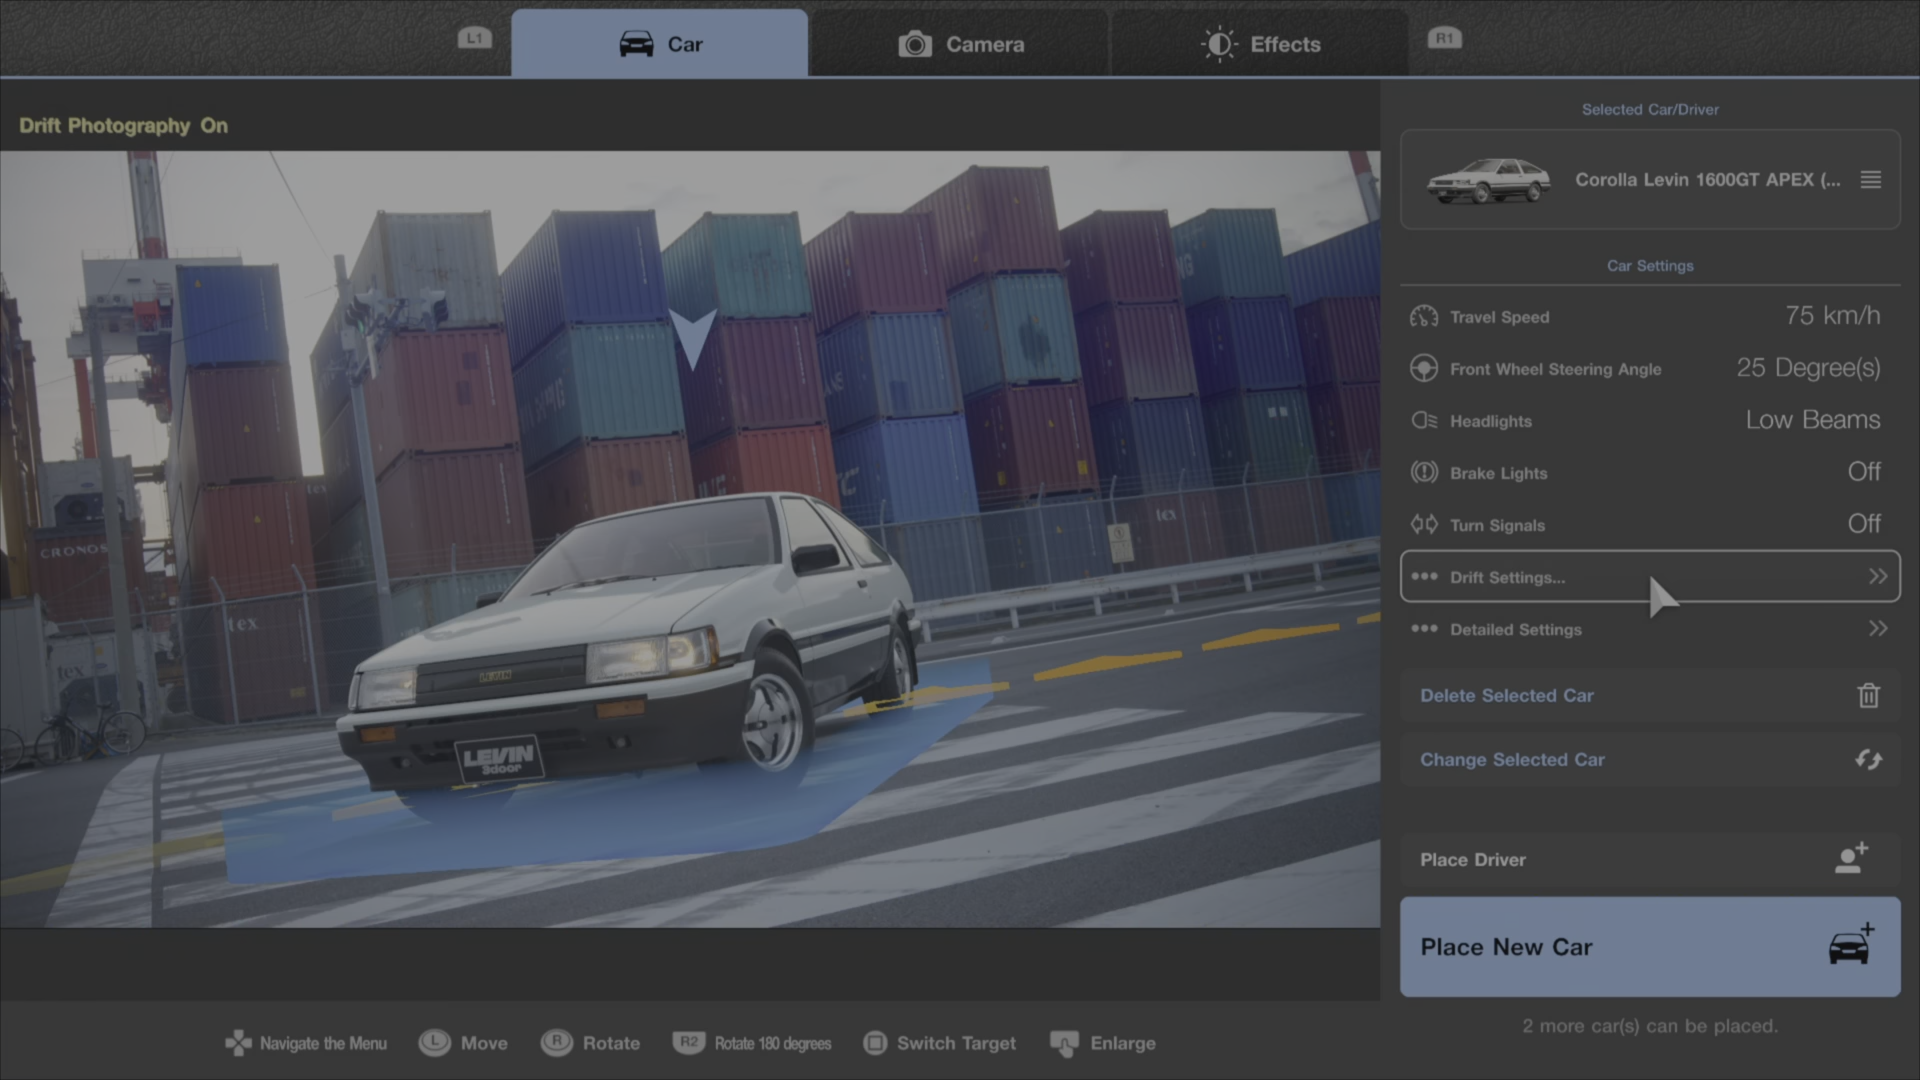 L1
Car
Camera
Effects
R1
Drift Photography On
Selected Car/Driver
Corolla Levin 1600GT APEX (...
Car Settings
Travel Speed 75 km/h
Front Wheel Steering Angle 25 Degree(s)
Headlights Low Beams
Brake Lights Off
Turn Signals Off
Drift Settings...
Detailed Settings
Delete Selected Car
Change Selected Car
Place Driver
Place New Car
2 more car(s) can be placed.
CRONOS
tex
tex
tex
tex
LEVIN
LEVIN
3door
Navigate the Menu
L Move
R Rotate
R2 Rotate 180 degrees
Switch Target
Enlarge